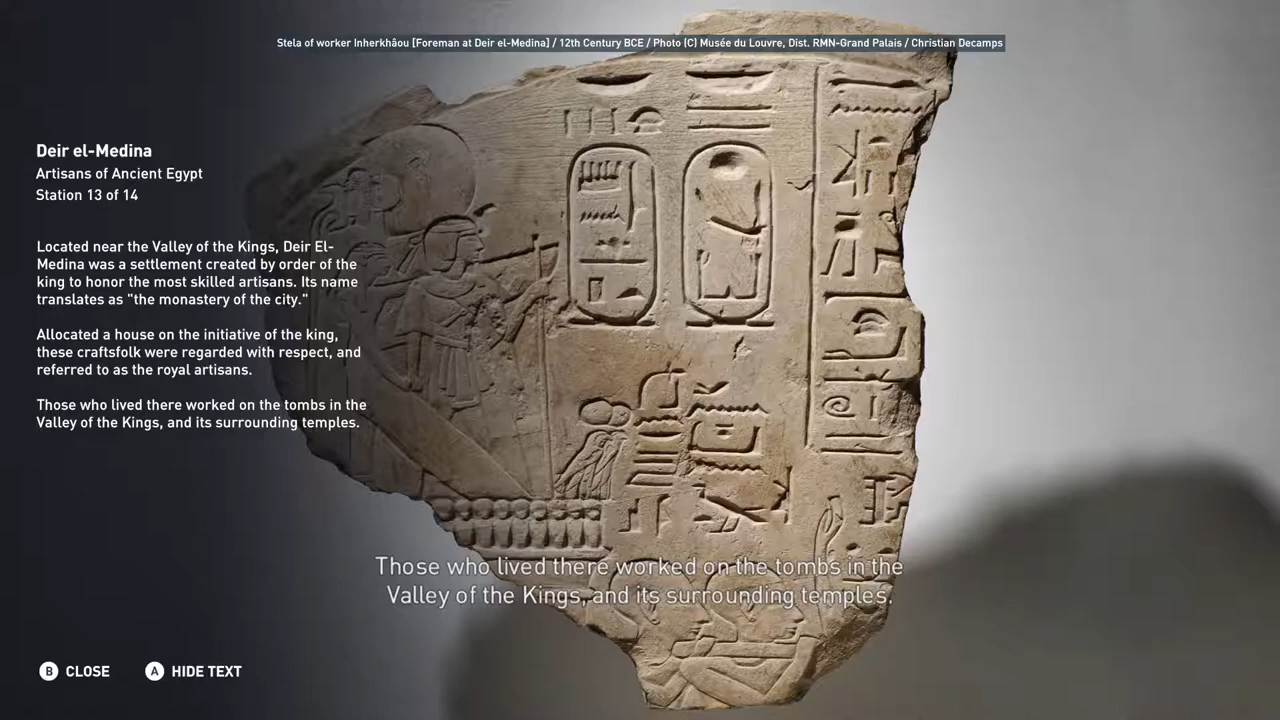 Stela of worker Inherkhâou [Foreman at Deir el-Medina] / 12th Century BCE / Photo (C) Musée du Louvre, Dist. RMN-Grand Palais / Christian Decamps
Deir el-Medina
Artisans of Ancient Egypt
Station 13 of 14
Located near the Valley of the Kings, Deir El-
Medina was a settlement created by order of the
king to honor the most skilled artisans. Its name
translates as "the monastery of the city."
Allocated a house on the initiative of the king,
these craftsfolk were regarded with respect, and
referred to as the royal artisans.
Those who lived there worked on the tombs in the
Valley of the Kings, and its surrounding temples.
Those who lived there worked on the tombs in the
Valley of the Kings, and its surrounding temples.
B CLOSE
A HIDE TEXT